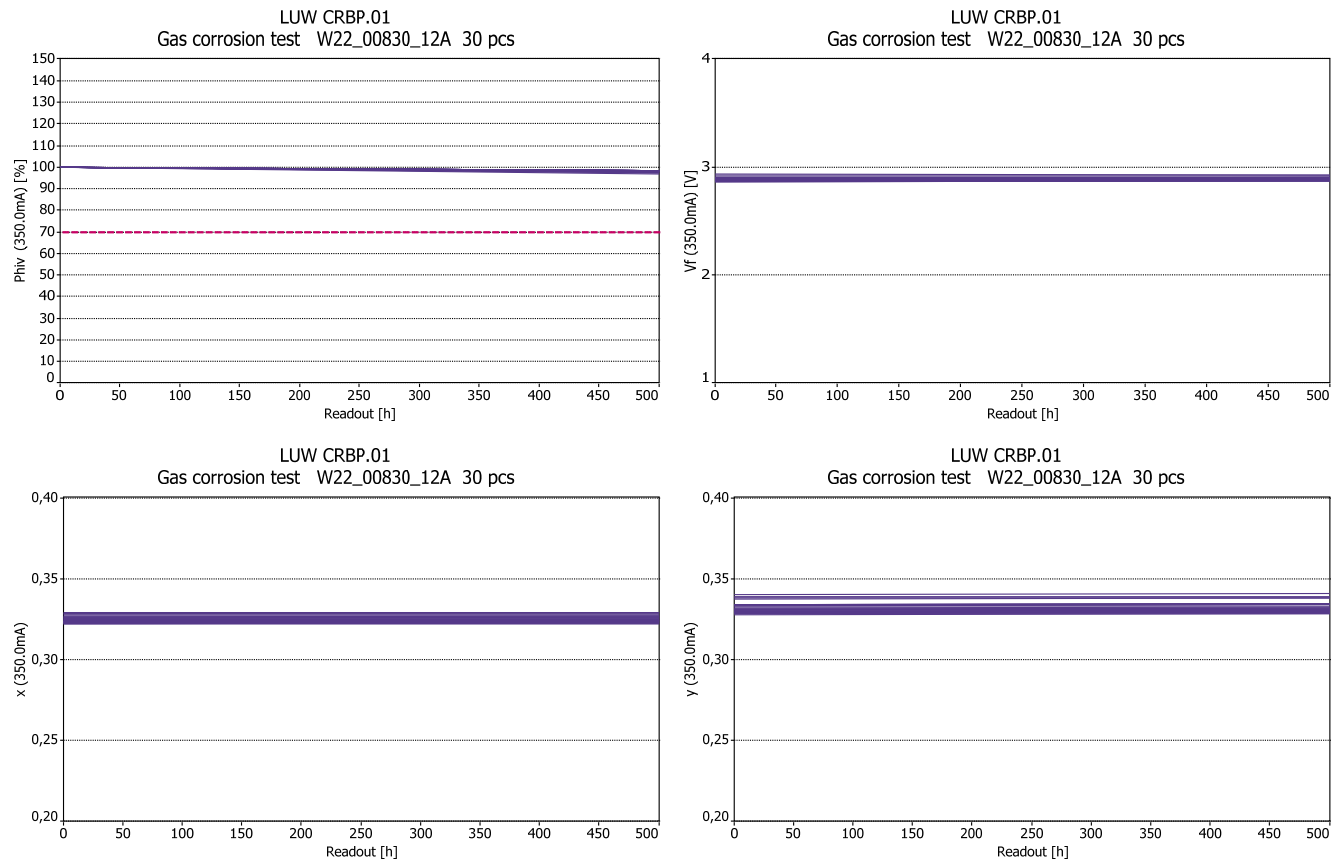 LUW CRBP.01
Gas corrosion test W22_00830_12A 30 pcs
150
140
130
120
110
100
90
80
70
60
50
40
30
20
10
0
Phiv (350.0mA) [%]
0 50 100 150 200 250 300 350 400 450 500
Readout [h]
LUW CRBP.01
Gas corrosion test W22_00830_12A 30 pcs
4
3
2
1
Vf (350.0mA) [V]
0 50 100 150 200 250 300 350 400 450 500
Readout [h]
LUW CRBP.01
Gas corrosion test W22_00830_12A 30 pcs
0,40
0,35
0,30
0,25
0,20
x (350.0mA)
0 50 100 150 200 250 300 350 400 450 500
Readout [h]
LUW CRBP.01
Gas corrosion test W22_00830_12A 30 pcs
0,40
0,35
0,30
0,25
0,20
y (350.0mA)
0 50 100 150 200 250 300 350 400 450 500
Readout [h]